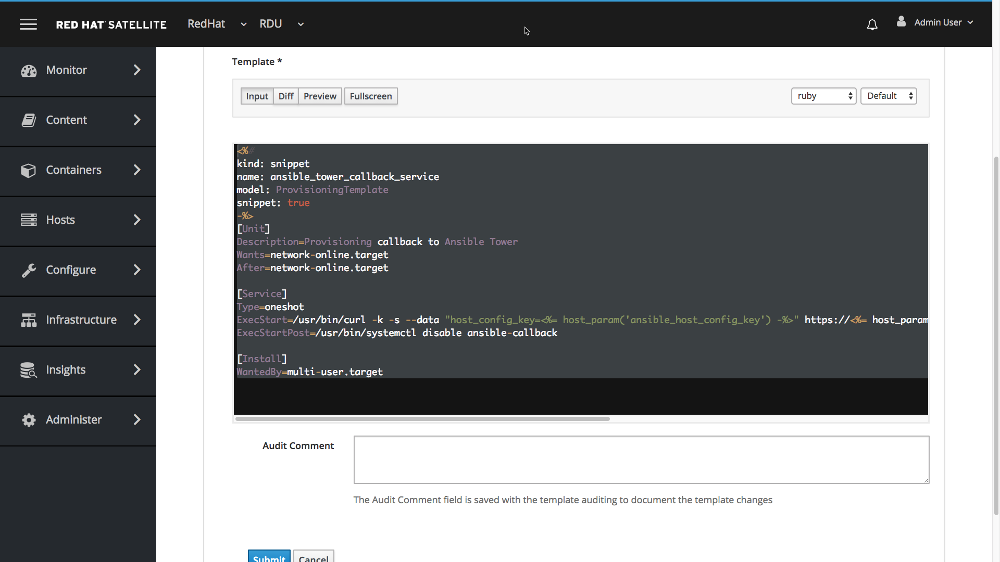 RED HAT SATELLITE RedHat RDU Admin User
Monitor
Content
Containers
Hosts
Configure
Infrastructure
Insights
Administer
Template *
Input Diff Preview Fullscreen ruby Default
<%#
kind: snippet
name: ansible_tower_callback_service
model: ProvisioningTemplate
snippet: true
-%>
[Unit]
Description=Provisioning callback to Ansible Tower
Wants=network-online.target
After=network-online.target
[Service]
Type=oneshot
ExecStart=/usr/bin/curl -k -s --data "host_config_key=<%= host_param('ansible_host_config_key') -%>" https://<%= host_param
ExecStartPost=/usr/bin/systemctl disable ansible-callback
[Install]
WantedBy=multi-user.target
Audit Comment
The Audit Comment field is saved with the template auditing to document the template changes
Submit Cancel